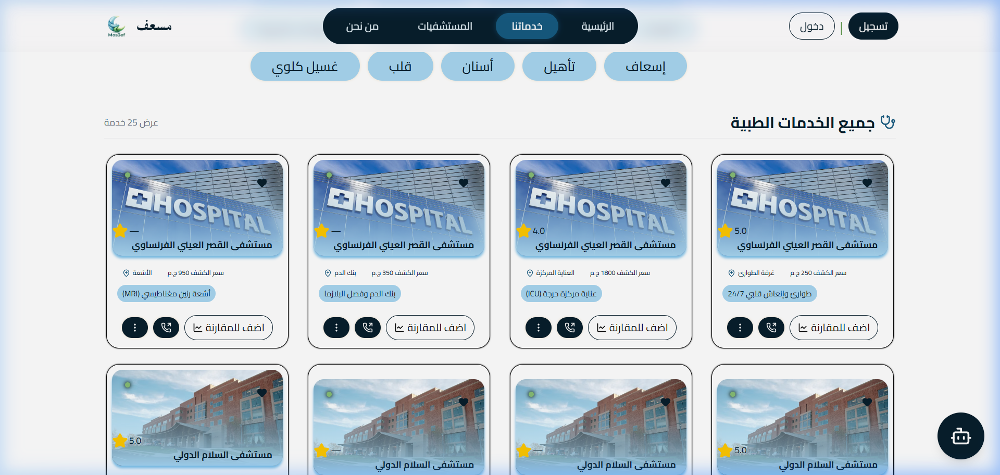 تسجيل | دخول
الرئيسية
خدماتنا
المستشفيات
من نحن
مسعف
Mos3ef
إسعاف
تأهيل
أسنان
قلب
غسيل كلوي
جميع الخدمات الطبية
عرض 25 خدمة
HOSPITAL
5.0
مستشفى القصر العيني الفرنساوي
سعر الكشف 250 ج.م
غرفة الطوارئ
طوارئ وإنعاش قلبي 24/7
اضف للمقارنة
HOSPITAL
4.0
مستشفى القصر العيني الفرنساوي
سعر الكشف 1800 ج.م
العناية المركزة
عناية مركزة حرجة (ICU)
اضف للمقارنة
HOSPITAL
—
مستشفى القصر العيني الفرنساوي
سعر الكشف 350 ج.م
بنك الدم
بنك الدم وفصل البلازما
اضف للمقارنة
HOSPITAL
—
مستشفى القصر العيني الفرنساوي
سعر الكشف 950 ج.م
الأشعة
أشعة رنين مغناطيسي (MRI)
اضف للمقارنة
5.0
مستشفى السلام الدولي
—
مستشفى السلام الدولي
—
مستشفى السلام الدولي
5.0
مستشفى السلام الدولي